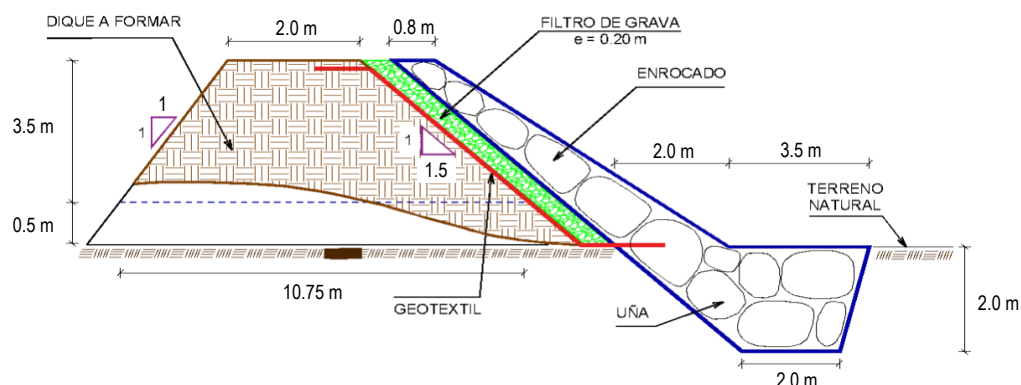 DIQUE A FORMAR
2.0 m
0.8 m
FILTRO DE GRAVA
e = 0.20 m
ENROCADO
1
1
3.5 m
1
1.5
2.0 m
3.5 m
TERRENO
NATURAL
0.5 m
10.75 m
GEOTEXTIL
UÑA
2.0 m
2.0 m